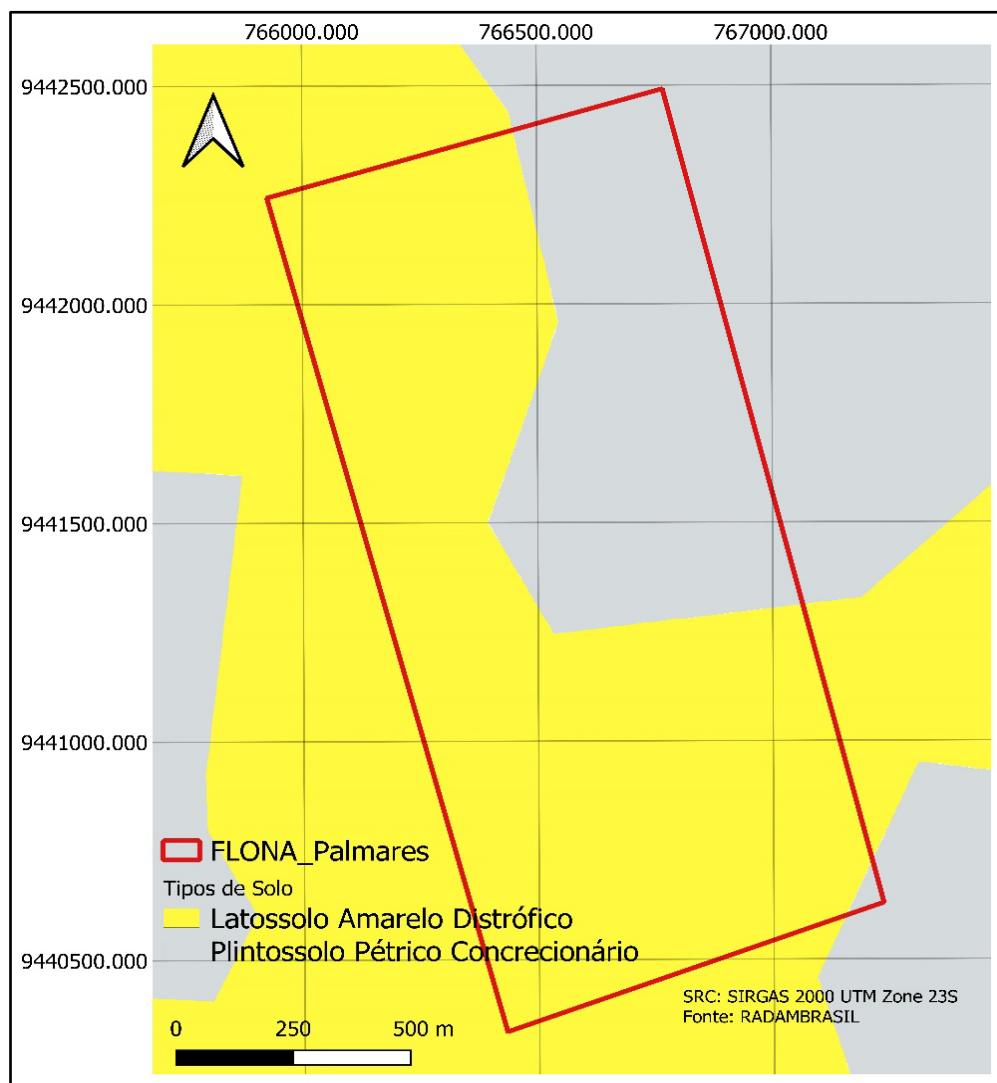 766000.000 766500.000 767000.000
9442500.000
9442000.000
9441500.000
9441000.000
9440500.000
FLONA_Palmares
Tipos de Solo
Latossolo Amarelo Distrófico
Plintossolo Pétrico Concrecionário
0 250 500 m
SRC: SIRGAS 2000 UTM Zone 23S
Fonte: RADAMBRASIL